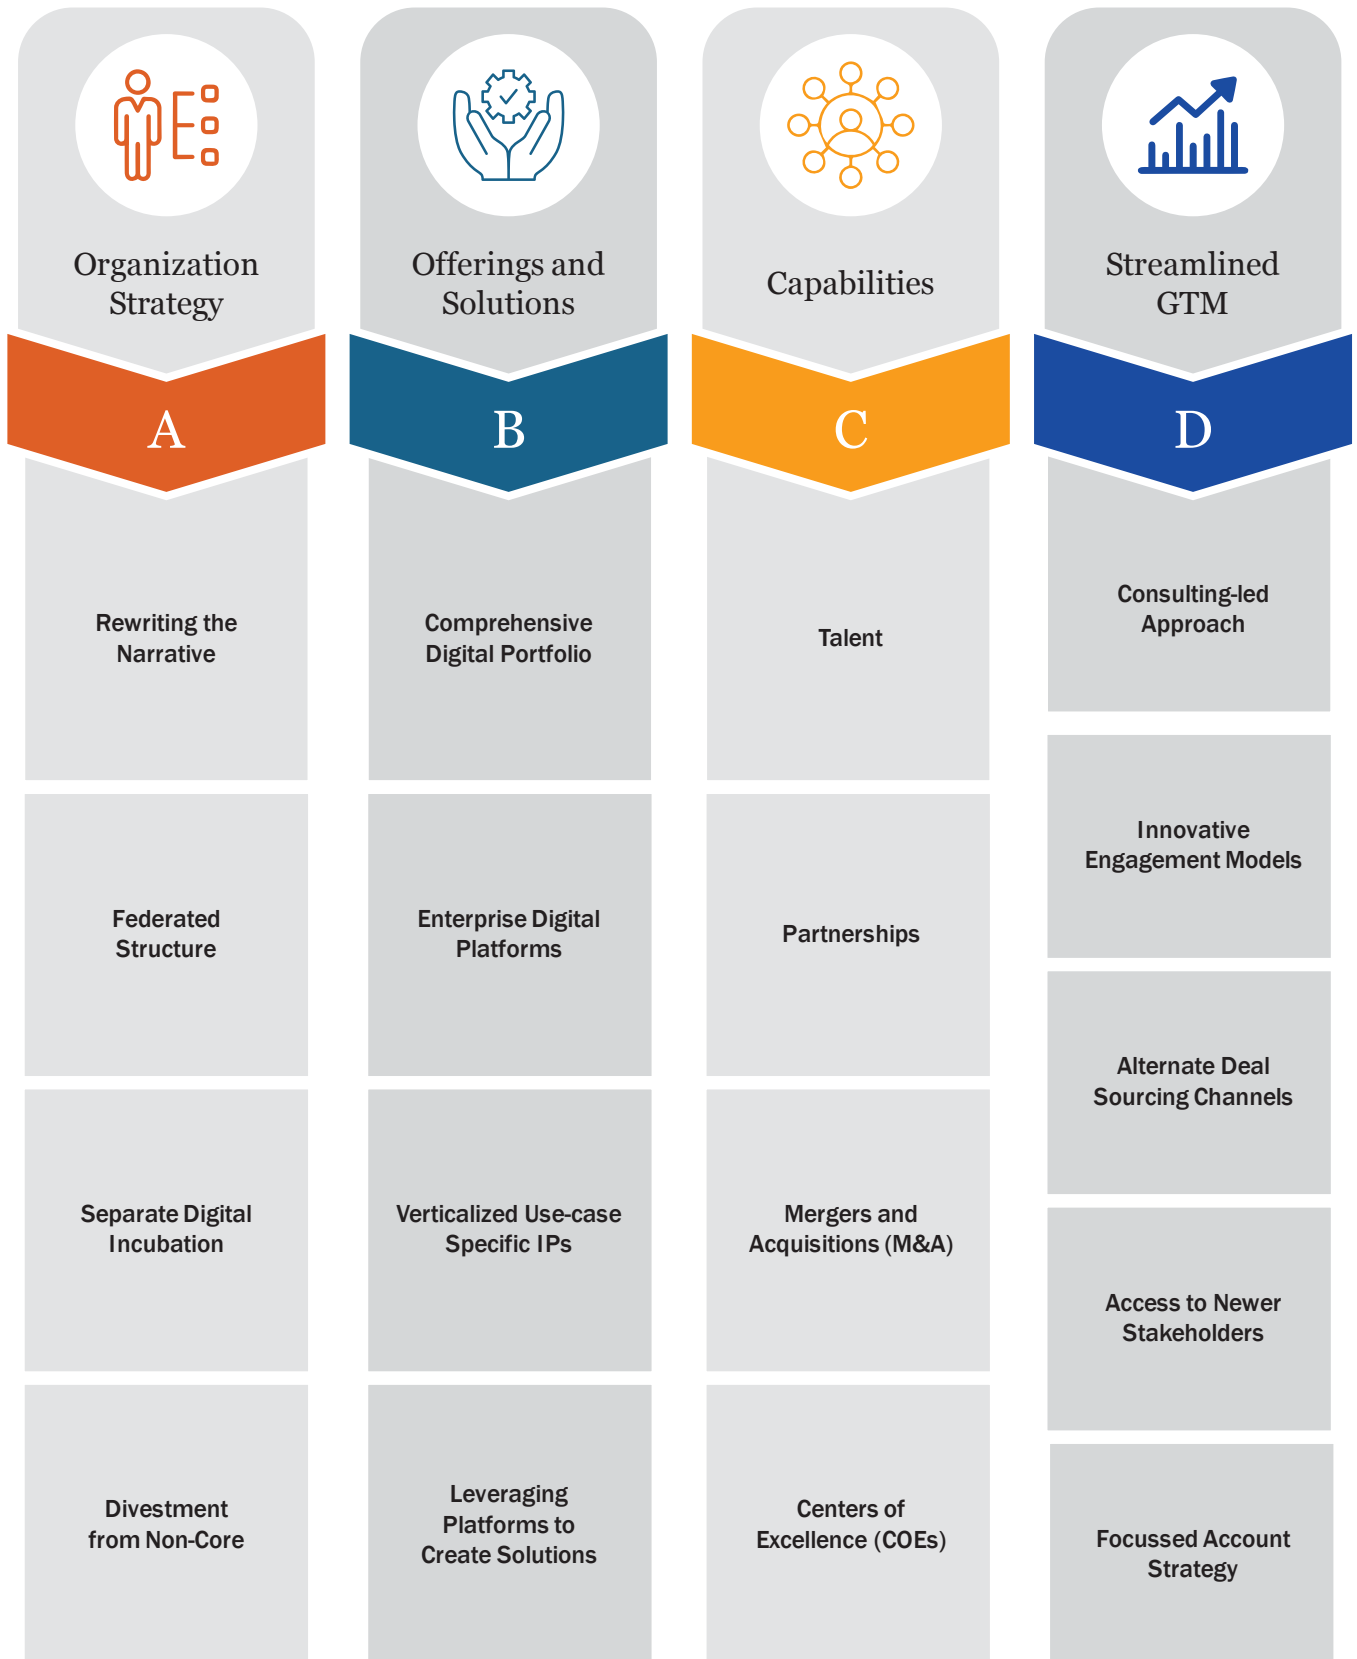 Organization
Strategy
A
Rewriting the
Narrative
Federated
Structure
Separate Digital
Incubation
Divestment
from Non-Core
Offerings and
Solutions
B
Comprehensive
Digital Portfolio
Enterprise Digital
Platforms
Verticalized Use-case
Specific IPs
Leveraging
Platforms to
Create Solutions
Capabilities
C
Talent
Partnerships
Mergers and
Acquisitions (M&A)
Centers of
Excellence (COEs)
Streamlined
GTM
D
Consulting-led
Approach
Innovative
Engagement Models
Alternate Deal
Sourcing Channels
Access to Newer
Stakeholders
Focussed Account
Strategy